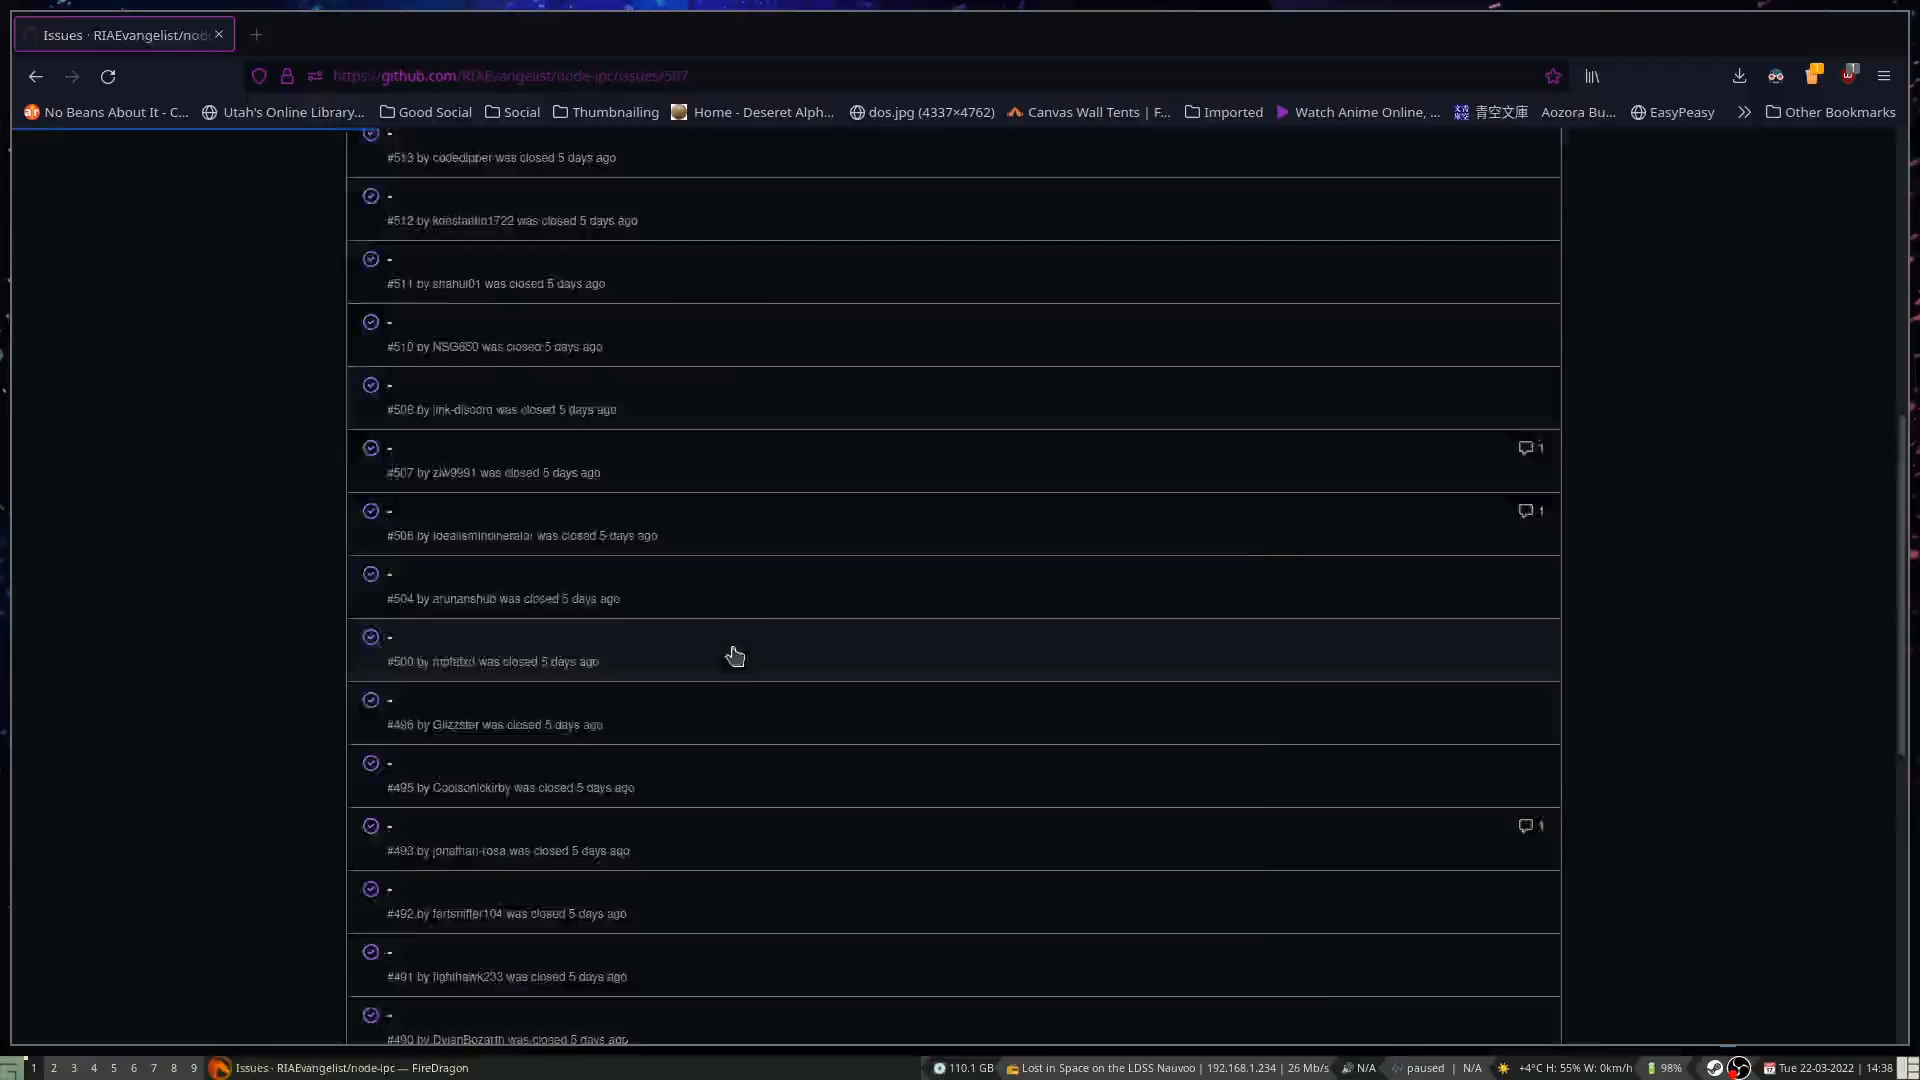 Issues · RIAEvangelist/nod
https://github.com/RIAEvangelist/node-ipc/issues/507
No Beans About It - C...
Utah's Online Library...
Good Social
Social
Thumbnailing
Home - Deseret Alph...
dos.jpg (4337×4762)
Canvas Wall Tents | F...
Imported
Watch Anime Online, ...
青空文庫 Aozora Bu...
EasyPeasy
Other Bookmarks
-
#513 by codedipper was closed 5 days ago
-
#512 by konstantin1722 was closed 5 days ago
-
#511 by shahul01 was closed 5 days ago
-
#510 by NSG650 was closed 5 days ago
-
#508 by link-discord was closed 5 days ago
-
1
#507 by was closed 5 days ago
-
1
#506 by was closed 5 days ago
-
#504 by arunanshub was closed 5 days ago
-
#500 by was closed 5 days ago
-
by Glizzster was closed 5 days ago
-
#495 by Coolsonickirby was closed 5 days ago
-
1
#493 by jonathan-rosa was closed 5 days ago
-
#492 by fartsniffer104 was closed 5 days ago
-
#491 by lighthawk233 was closed 5 days ago
-
#490 by DylanBozarth was closed 5 days ago
1 2 3 4 5 6 7 8 9
Issues · RIAEvangelist/node-ipc — FireDragon
110.1 GB
Lost in Space on the LDSS Nauvoo | 192.168.1.234 | 26 Mb/s
N/A
paused | N/A
+4°C H: 55% W: 0km/h
98%
Tue 22-03-2022 | 14:38